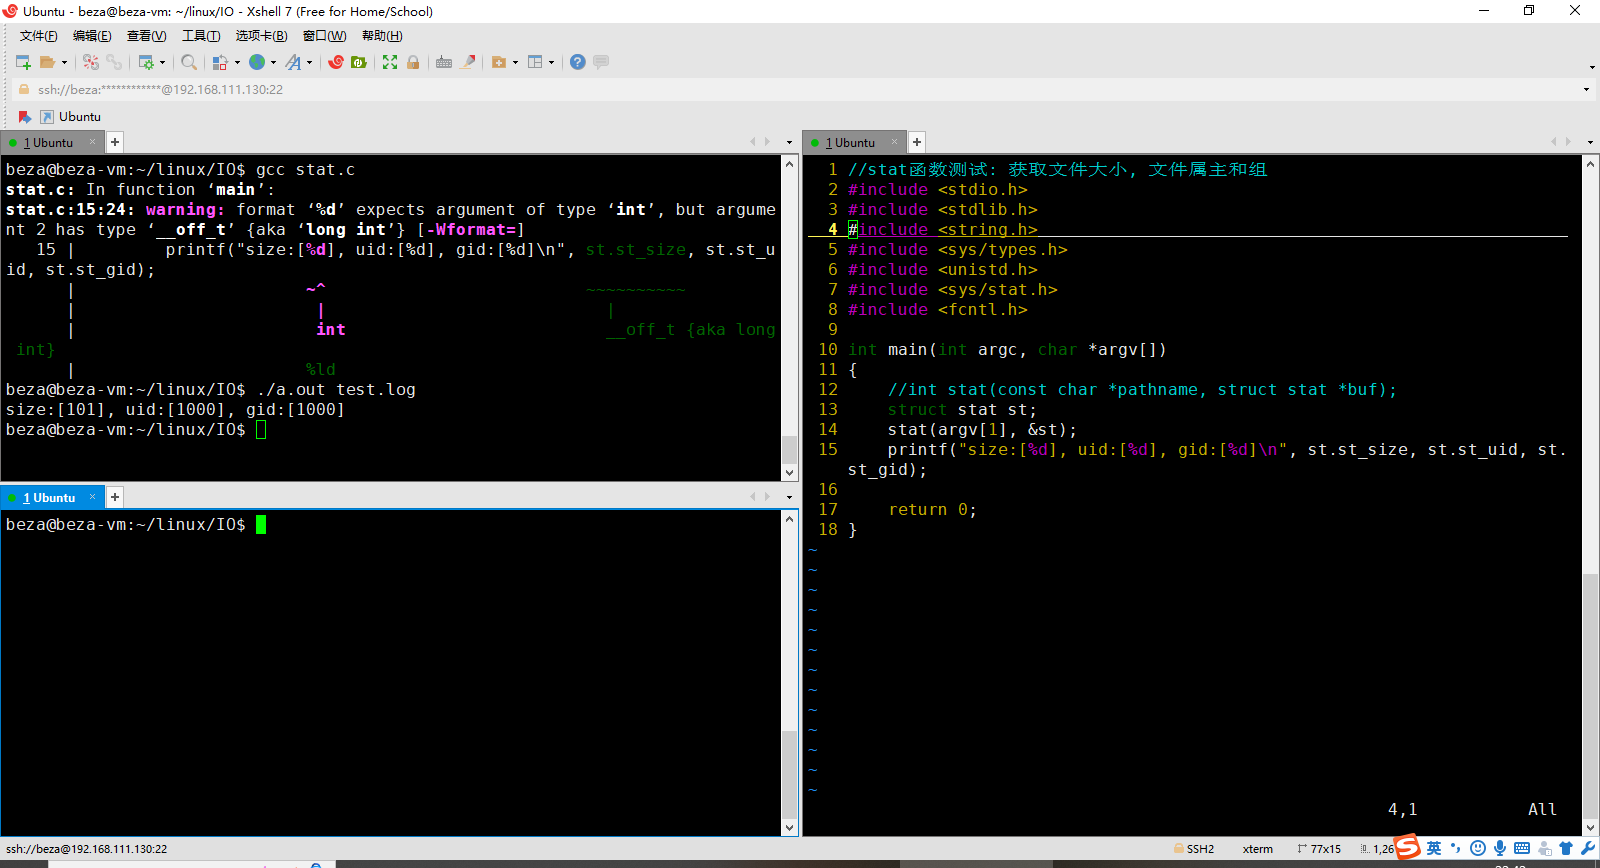 Ubuntu - beza@beza-vm: ~/linux/IO - Xshell 7 (Free for Home/School)
文件(F) 编辑(E) 查看(V) 工具(T) 选项卡(B) 窗口(W) 帮助(H)
ssh://beza:************@192.168.111.130:22
Ubuntu
1 Ubuntu × +
beza@beza-vm:~/linux/IO$ gcc stat.c
stat.c: In function ‘main’:
stat.c:15:24: warning: format ‘%d’ expects argument of type ‘int’, but argume
nt 2 has type ‘__off_t’ {aka ‘long int’} [-Wformat=]
15 | printf("size:[%d], uid:[%d], gid:[%d]\n", st.st_size, st.st_u
id, st.st_gid);
| ~^ ~~~~~~~~~~
| | |
| int __off_t {aka long
int}
| %ld
beza@beza-vm:~/linux/IO$ ./a.out test.log
size:[101], uid:[1000], gid:[1000]
beza@beza-vm:~/linux/IO$
1 Ubuntu × +
beza@beza-vm:~/linux/IO$
1 Ubuntu × +
1 //stat函数测试: 获取文件大小, 文件属主和组
2 #include <stdio.h>
3 #include <stdlib.h>
4 #include <string.h>
5 #include <sys/types.h>
6 #include <unistd.h>
7 #include <sys/stat.h>
8 #include <fcntl.h>
9
10 int main(int argc, char *argv[])
11 {
12 //int stat(const char *pathname, struct stat *buf);
13 struct stat st;
14 stat(argv[1], &st);
15 printf("size:[%d], uid:[%d], gid:[%d]\n", st.st_size, st.st_uid, st.
st_gid);
16
17 return 0;
18 }
~
~
~
~
~
~
~
~
~
~
~
~
~
4,1 All
ssh://beza@192.168.111.130:22 SSH2 xterm 77x15 1,26 英